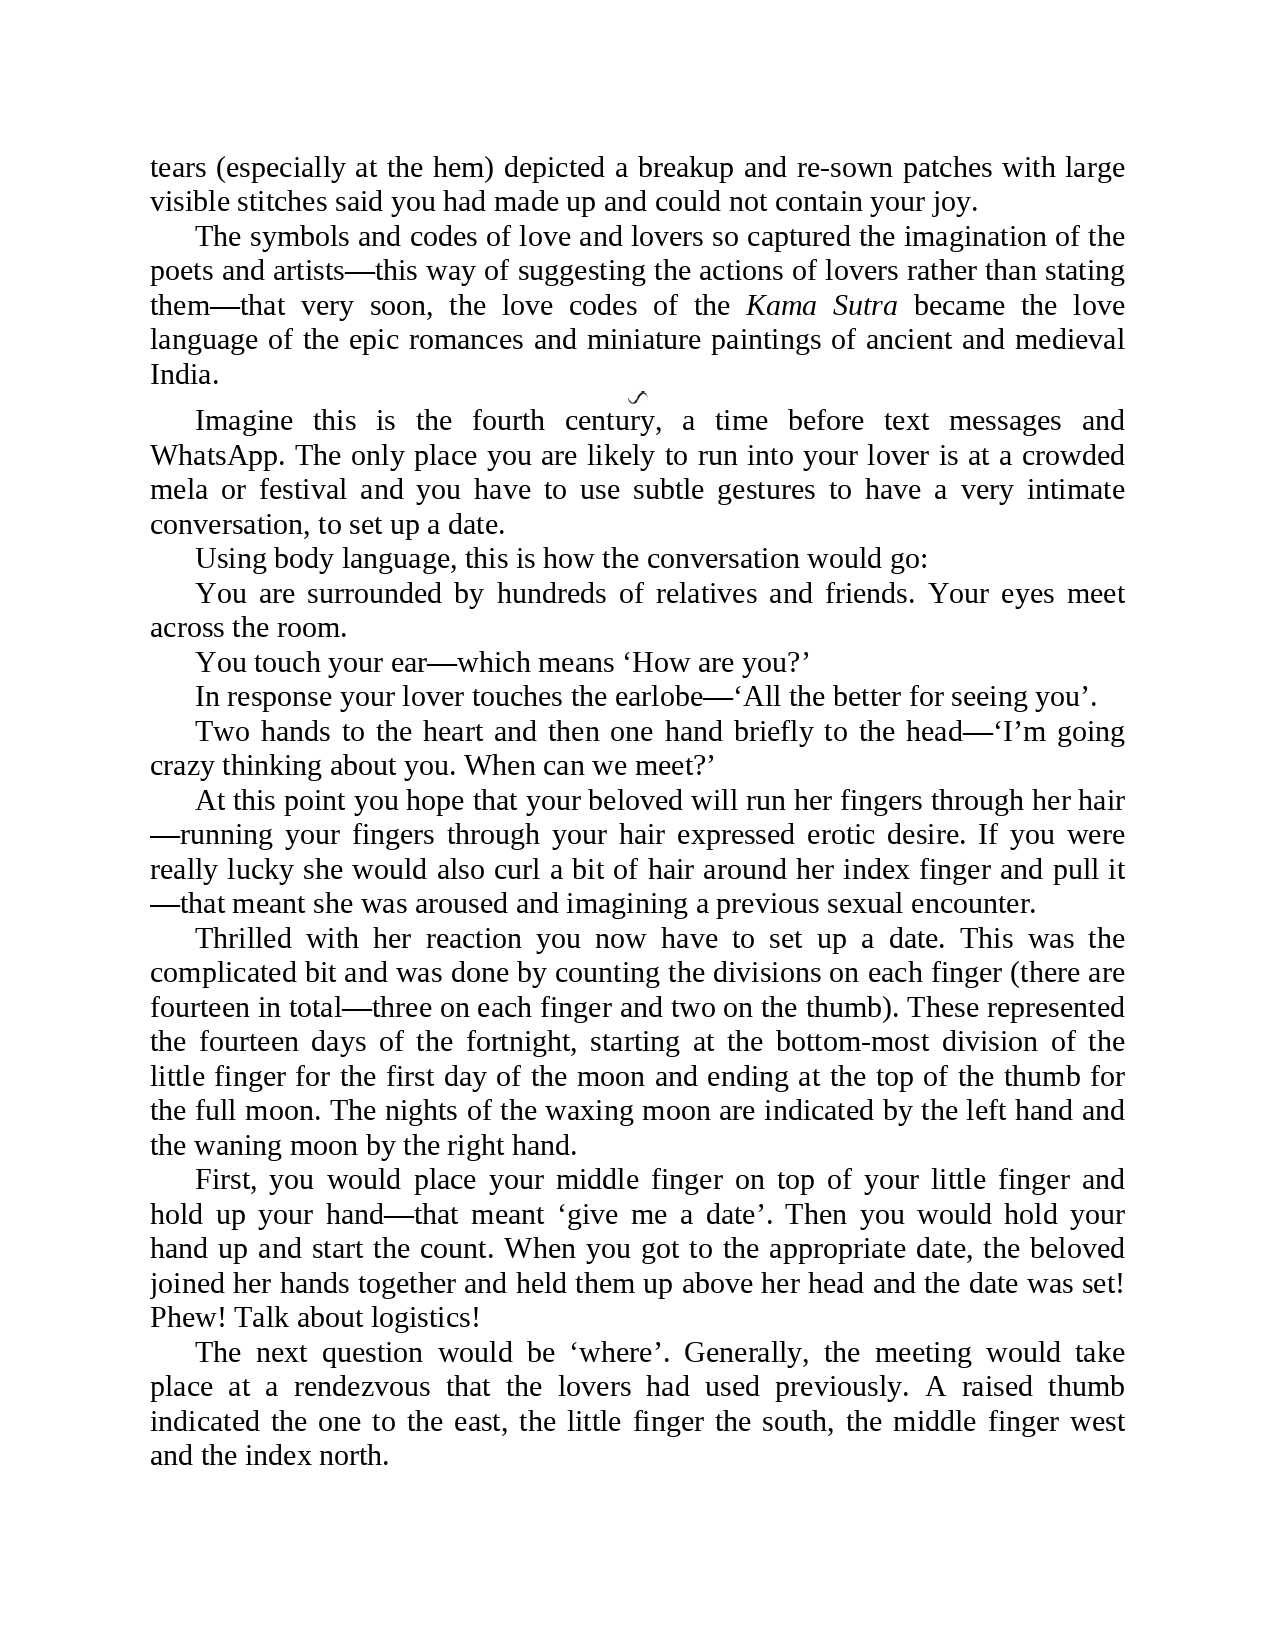 tears (especially at the hem) depicted a breakup and re-sown patches with large
visible stitches said you had made up and could not contain your joy.
The symbols and codes of love and lovers so captured the imagination of the
poets and artists—this way of suggesting the actions of lovers rather than stating
them—that very soon, the love codes of the Kama Sutra became the love
language of the epic romances and miniature paintings of ancient and medieval
India.
Imagine this is the fourth century, a time before text messages and
WhatsApp. The only place you are likely to run into your lover is at a crowded
mela or festival and you have to use subtle gestures to have a very intimate
conversation, to set up a date.
Using body language, this is how the conversation would go:
You are surrounded by hundreds of relatives and friends. Your eyes meet
across the room.
You touch your ear—which means ‘How are you?’
In response your lover touches the earlobe—‘All the better for seeing you’.
Two hands to the heart and then one hand briefly to the head—‘I’m going
crazy thinking about you. When can we meet?’
At this point you hope that your beloved will run her fingers through her hair
—running your fingers through your hair expressed erotic desire. If you were
really lucky she would also curl a bit of hair around her index finger and pull it
—that meant she was aroused and imagining a previous sexual encounter.
Thrilled with her reaction you now have to set up a date. This was the
complicated bit and was done by counting the divisions on each finger (there are
fourteen in total—three on each finger and two on the thumb). These represented
the fourteen days of the fortnight, starting at the bottom-most division of the
little finger for the first day of the moon and ending at the top of the thumb for
the full moon. The nights of the waxing moon are indicated by the left hand and
the waning moon by the right hand.
First, you would place your middle finger on top of your little finger and
hold up your hand—that meant ‘give me a date’. Then you would hold your
hand up and start the count. When you got to the appropriate date, the beloved
joined her hands together and held them up above her head and the date was set!
Phew! Talk about logistics!
The next question would be ‘where’. Generally, the meeting would take
place at a rendezvous that the lovers had used previously. A raised thumb
indicated the one to the east, the little finger the south, the middle finger west
and the index north.